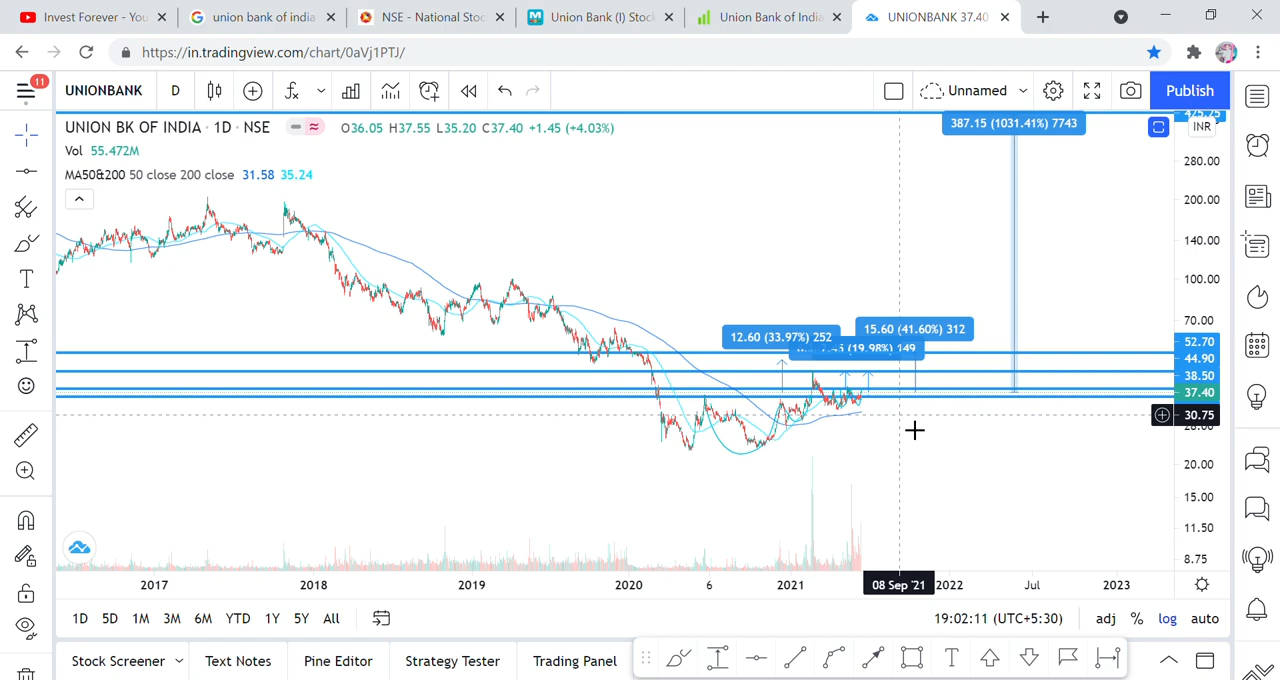 Invest Forever - Yo
union bank of india
NSE - National Stoc
Union Bank (I) Stoc
Union Bank of India
UNIONBANK 37.40
https://in.tradingview.com/chart/0aVj1PTJ/
11
UNIONBANK
D
Unnamed
Publish
UNION BK OF INDIA · 1D · NSE
O36.05 H37.55 L35.20 C37.40 +1.45 (+4.03%)
Vol 55.472M
MA50&200 50 close 200 close 31.58 35.24
387.15 (1031.41%) 7743
INR
280.00
200.00
140.00
100.00
70.00
12.60 (33.97%) 252
15.60 (41.60%) 312
(19.98%) 149
52.70
44.90
38.50
37.40
30.75
20.00
15.00
11.50
8.75
2017
2018
2019
2020
6
2021
08 Sep '21
2022
Jul
2023
1D
5D
1M
3M
6M
YTD
1Y
5Y
All
19:02:11 (UTC+5:30)
adj
%
log
auto
Stock Screener
Text Notes
Pine Editor
Strategy Tester
Trading Panel